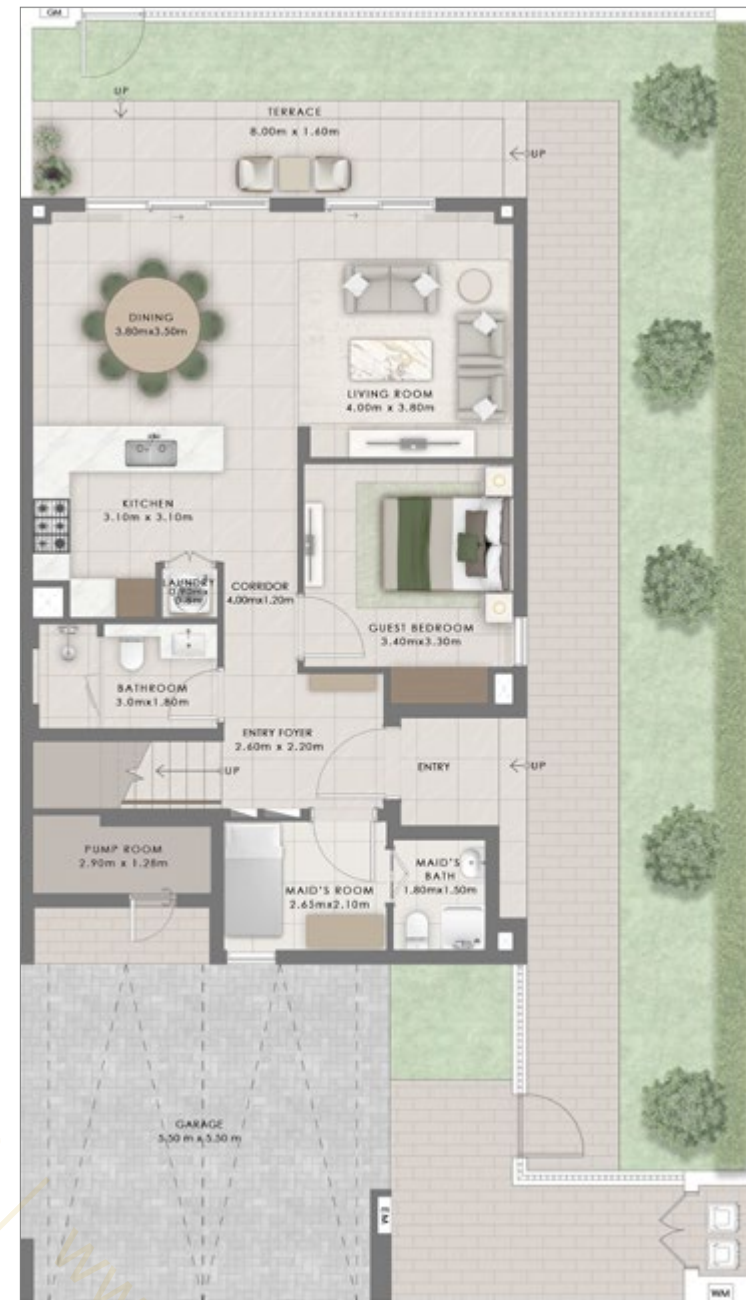 GM
UP
TERRACE
8.00m x 1.60m
UP
DINING
3.80mx3.50m
LIVING ROOM
4.00m x 3.80m
KITCHEN
3.10m x 3.10m
LAUNDRY
CORRIDOR
4.00mx1.20m
GUEST BEDROOM
3.40mx3.30m
BATHROOM
3.0mx1.80m
ENTRY FOYER
2.60m x 2.20m
UP
ENTRY
UP
PUMP ROOM
2.90m x 1.28m
MAID'S
BATH
1.80mx1.50m
MAID'S ROOM
2.65mx2.10m
GARAGE
5.50 m x 5.50 m
EM
WM